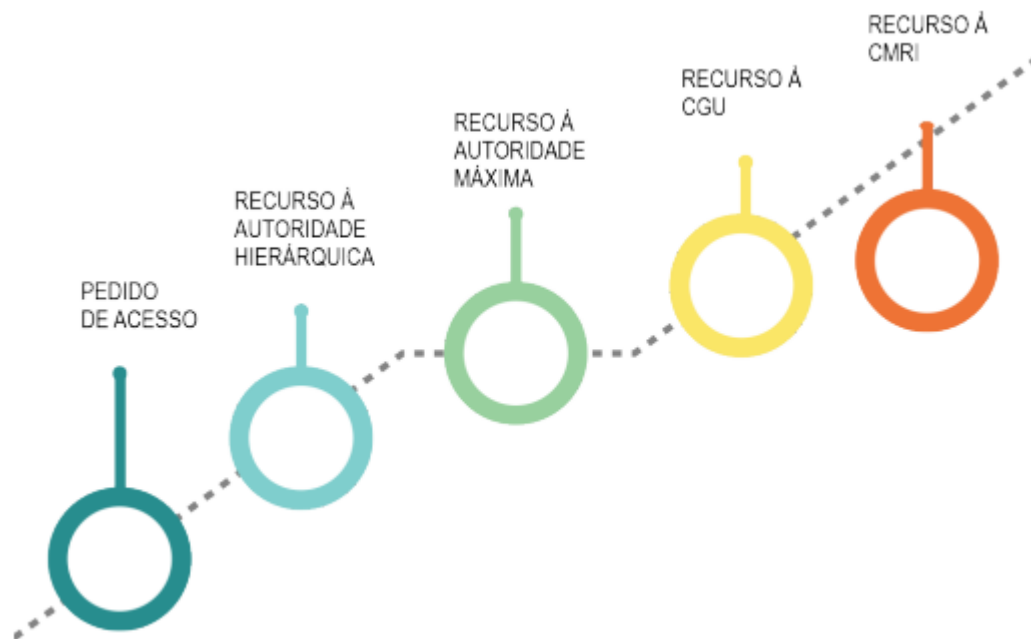 PEDIDO
DE ACESSO
RECURSO À
AUTORIDADE
HIERÁRQUICA
RECURSO À
AUTORIDADE
MÁXIMA
RECURSO À
CGU
RECURSO À
CMRI